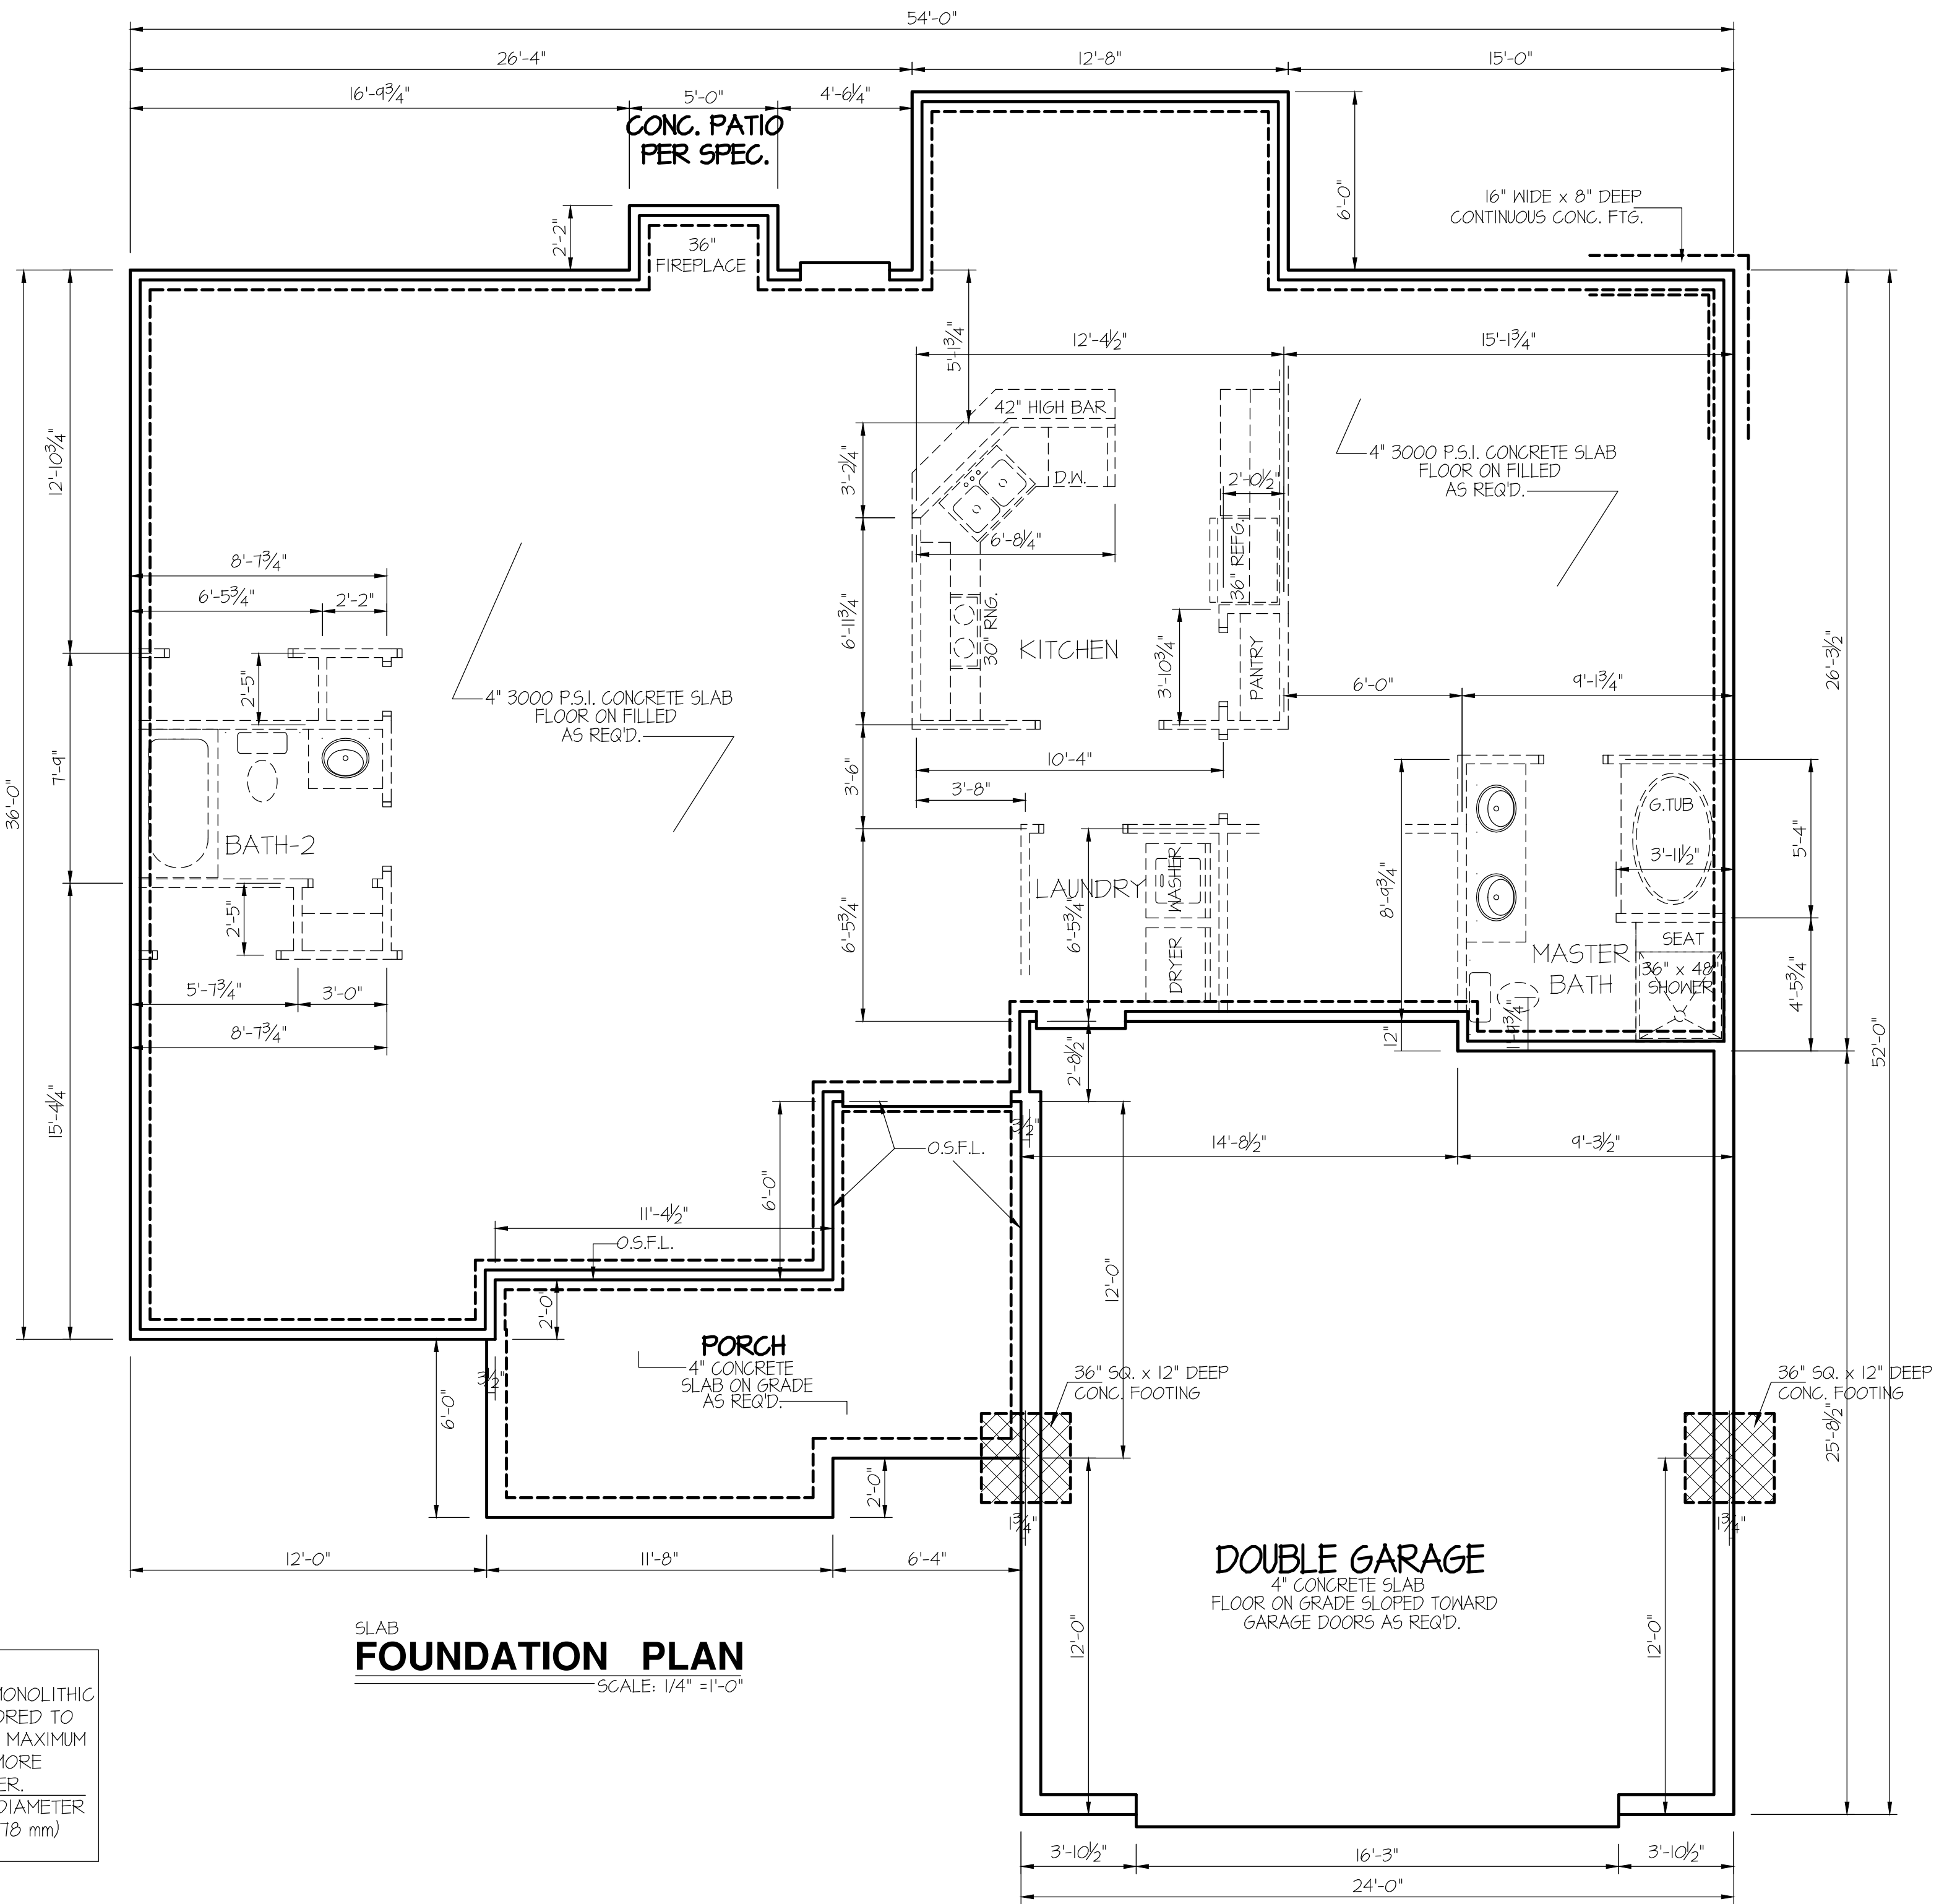 54'-0"
26'-4"
12'-8"
15'-0"
16'-9¾"
5'-0"
4'-6¼"
CONC. PATIO
PER SPEC.
6'-0"
16" WIDE x 8" DEEP
CONTINUOUS CONC. FTG.
2'-2"
36"
FIREPLACE
5'-1¾"
12'-4½"
15'-1¾"
42" HIGH BAR
12'-10¾"
3'-2¼"
D.W.
2'-0½"
4" 3000 P.S.I. CONCRETE SLAB
FLOOR ON FILLED
AS REQ'D.
6'-8¼"
36" REFG.
8'-7¾"
6'-5¾"
2'-2"
6'-11¾"
30" RNG.
KITCHEN
3'-10¾"
PANTRY
26'-3½"
2'-5"
4" 3000 P.S.I. CONCRETE SLAB
FLOOR ON FILLED
AS REQ'D.
6'-0"
9'-1¾"
36'-0"
7'-9"
3'-6"
10'-4"
3'-8"
G.TUB
5'-4"
BATH-2
3'-11½"
LAUNDRY
WASHER
8'-9¾"
2'-5"
6'-5¾"
6'-5¾"
DRYER
SEAT
MASTER
BATH
36" x 48"
SHOWER
4'-5¾"
5'-7¾"
3'-0"
8'-7¾"
12"
52'-0"
2'-8½"
15'-4¼"
3½"
O.S.F.L.
14'-8½"
9'-3½"
6'-0"
11'-4½"
O.S.F.L.
12'-0"
2'-0"
PORCH
4" CONCRETE
SLAB ON GRADE
AS REQ'D.
3½"
6'-0"
36" SQ. x 12" DEEP
CONC. FOOTING
36" SQ. x 12" DEEP
CONC. FOOTING
25'-8½"
2'-0"
1¾"
1¾"
12'-0"
11'-8"
6'-4"
DOUBLE GARAGE
4" CONCRETE SLAB
FLOOR ON GRADE SLOPED TOWARD
GARAGE DOORS AS REQ'D.
12'-0"
12'-0"
SLAB
FOUNDATION PLAN
SCALE: 1/4" =1'-0"
MONOLITHIC
ORED TO
MAXIMUM
MORE
ER.
DIAMETER
78 mm)
3'-10½"
16'-3"
3'-10½"
24'-0"